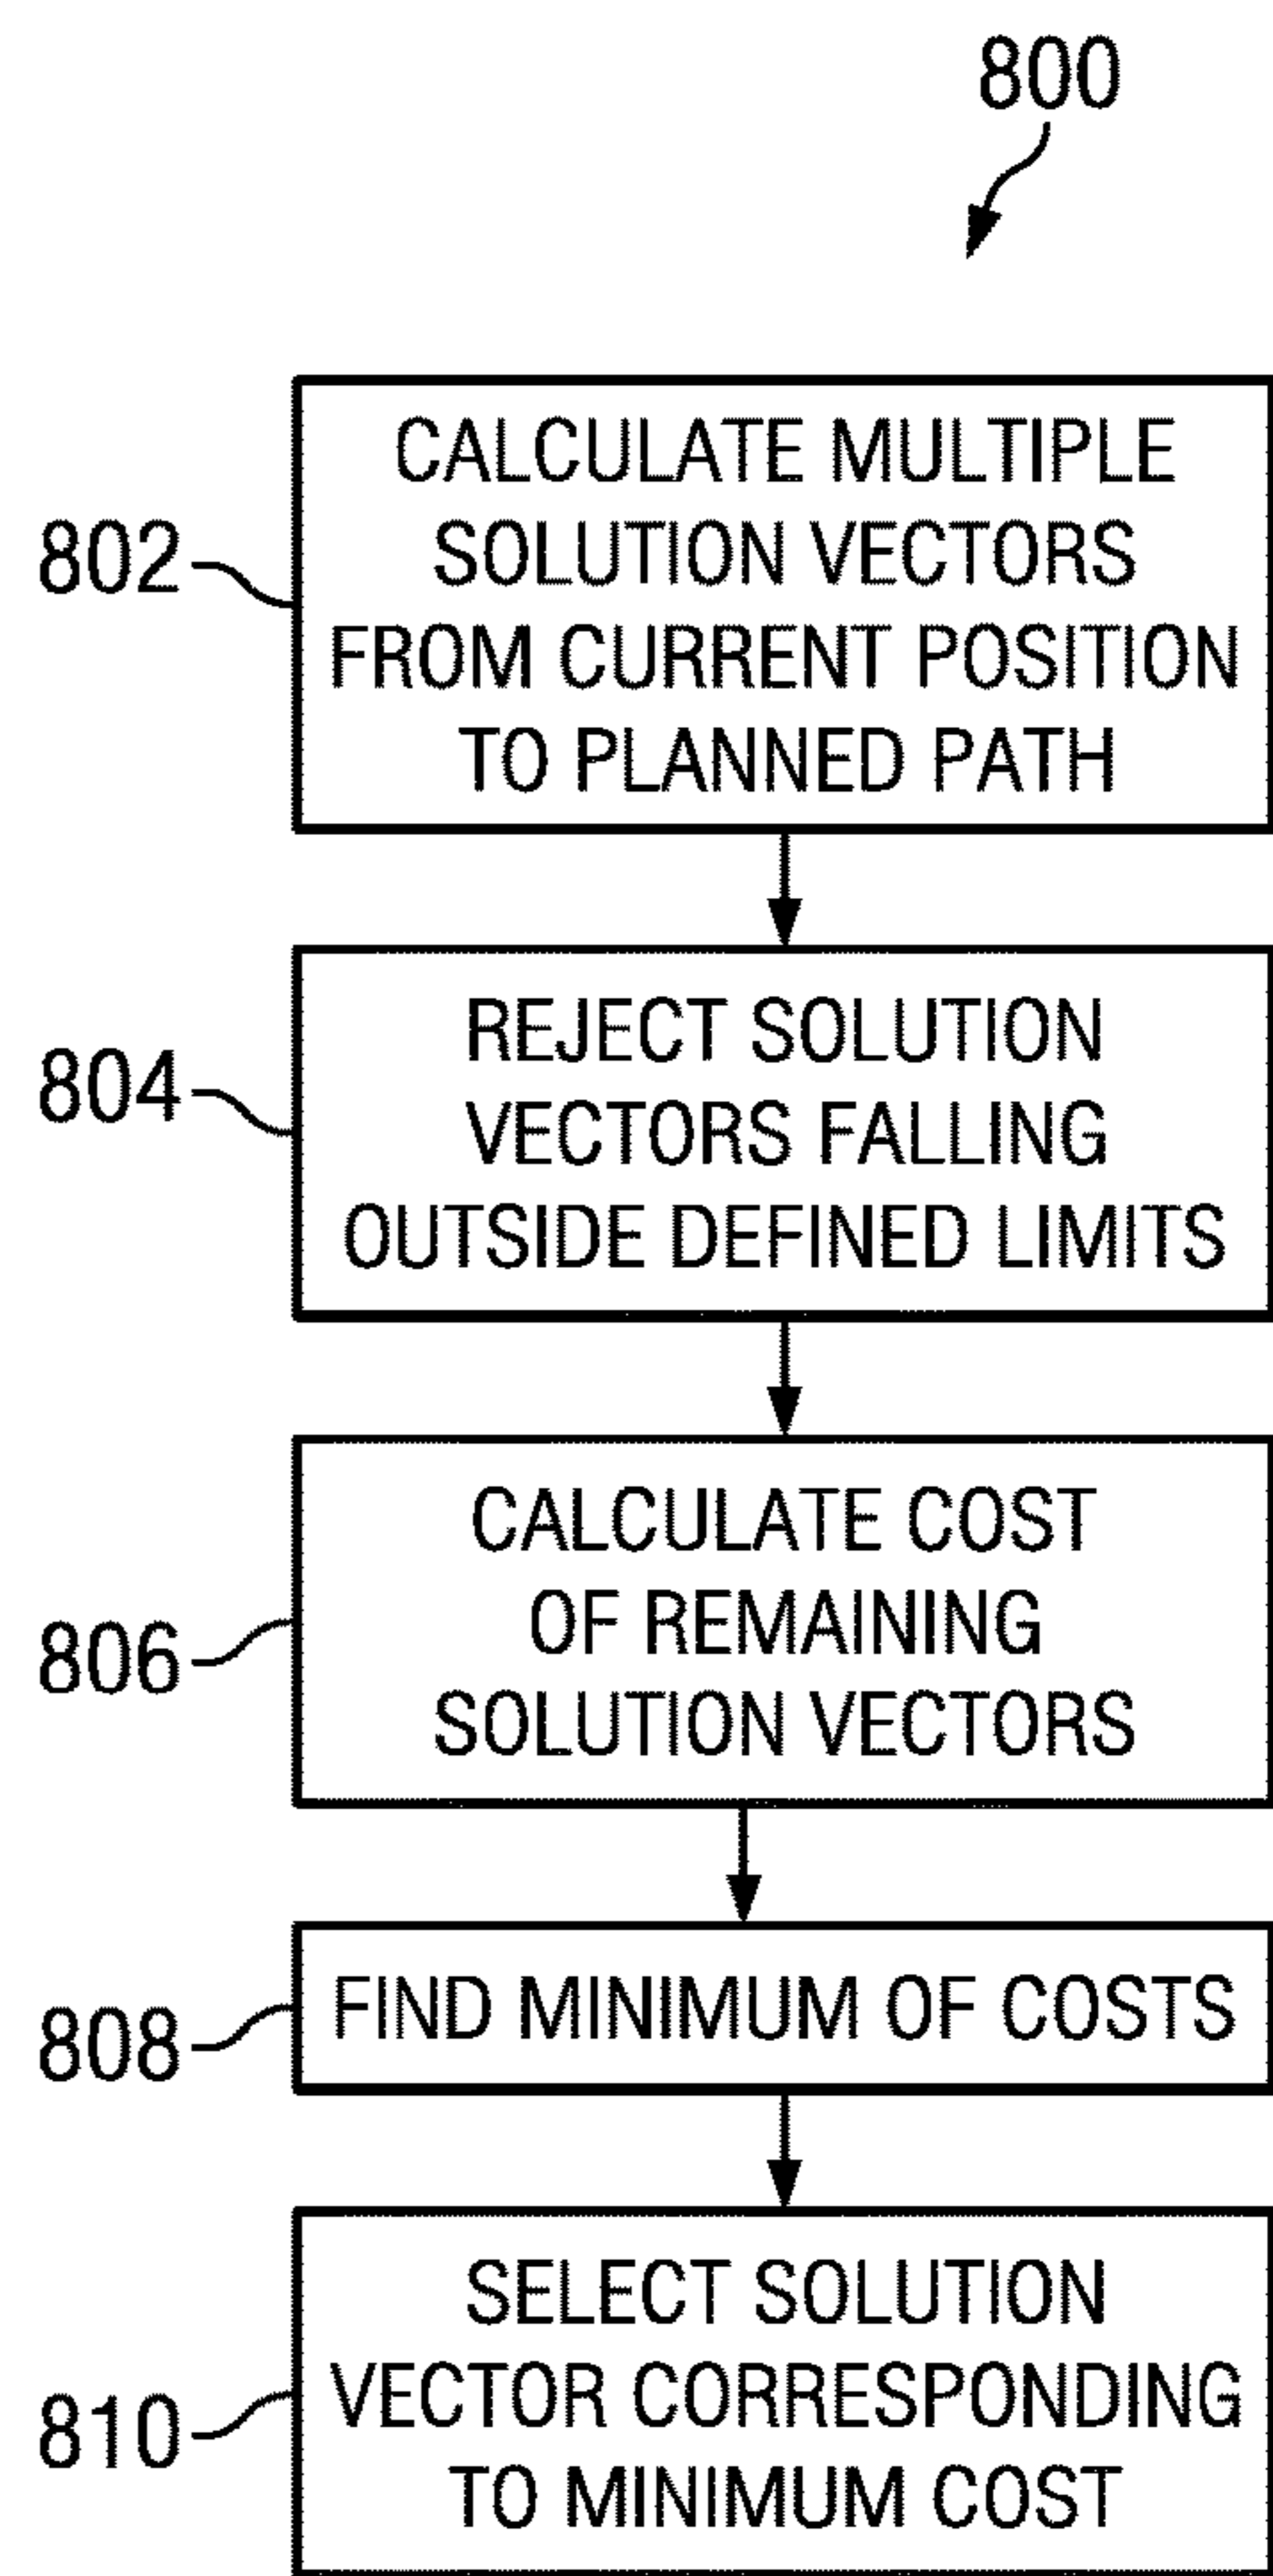 800
802
CALCULATE MULTIPLE
SOLUTION VECTORS
FROM CURRENT POSITION
TO PLANNED PATH
804
REJECT SOLUTION
VECTORS FALLING
OUTSIDE DEFINED LIMITS
806
CALCULATE COST
OF REMAINING
SOLUTION VECTORS
808
FIND MINIMUM OF COSTS
810
SELECT SOLUTION
VECTOR CORRESPONDING
TO MINIMUM COST